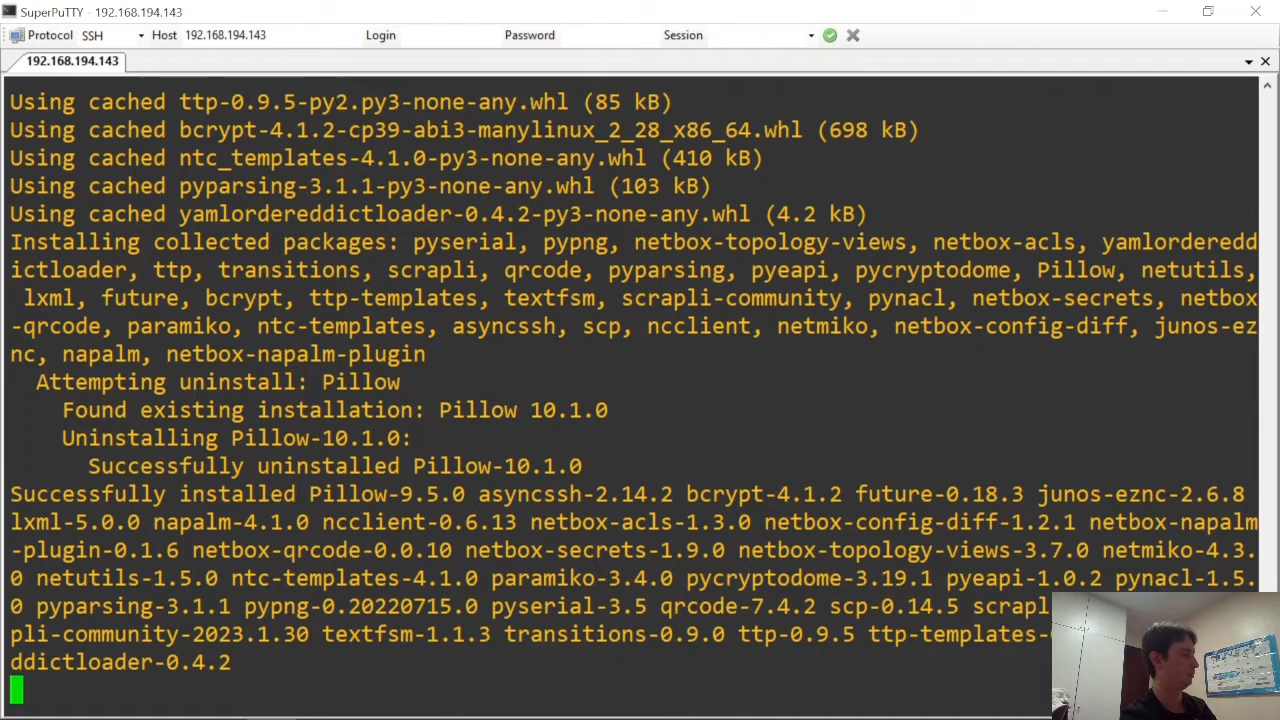 SuperPuTTY - 192.168.194.143
Protocol SSH Host 192.168.194.143 Login Password Session
192.168.194.143
Using cached ttp-0.9.5-py2.py3-none-any.whl (85 kB)
Using cached bcrypt-4.1.2-cp39-abi3-manylinux_2_28_x86_64.whl (698 kB)
Using cached ntc_templates-4.1.0-py3-none-any.whl (410 kB)
Using cached pyparsing-3.1.1-py3-none-any.whl (103 kB)
Using cached yamlordereddictloader-0.4.2-py3-none-any.whl (4.2 kB)
Installing collected packages: pyserial, pypng, netbox-topology-views, netbox-acls, yamlorderedd
ictloader, ttp, transitions, scrapli, qrcode, pyparsing, pyeapi, pycryptodome, Pillow, netutils,
lxml, future, bcrypt, ttp-templates, textfsm, scrapli-community, pynacl, netbox-secrets, netbox
-qrcode, paramiko, ntc-templates, asyncssh, scp, ncclient, netmiko, netbox-config-diff, junos-ez
nc, napalm, netbox-napalm-plugin
Attempting uninstall: Pillow
Found existing installation: Pillow 10.1.0
Uninstalling Pillow-10.1.0:
Successfully uninstalled Pillow-10.1.0
Successfully installed Pillow-9.5.0 asyncssh-2.14.2 bcrypt-4.1.2 future-0.18.3 junos-eznc-2.6.8
lxml-5.0.0 napalm-4.1.0 ncclient-0.6.13 netbox-acls-1.3.0 netbox-config-diff-1.2.1 netbox-napalm
-plugin-0.1.6 netbox-qrcode-0.0.10 netbox-secrets-1.9.0 netbox-topology-views-3.7.0 netmiko-4.3.
0 netutils-1.5.0 ntc-templates-4.1.0 paramiko-3.4.0 pycryptodome-3.19.1 pyeapi-1.0.2 pynacl-1.5.
0 pyparsing-3.1.1 pypng-0.20220715.0 pyserial-3.5 qrcode-7.4.2 scp-0.14.5 scrapl
pli-community-2023.1.30 textfsm-1.1.3 transitions-0.9.0 ttp-0.9.5 ttp-templates-
ddictloader-0.4.2